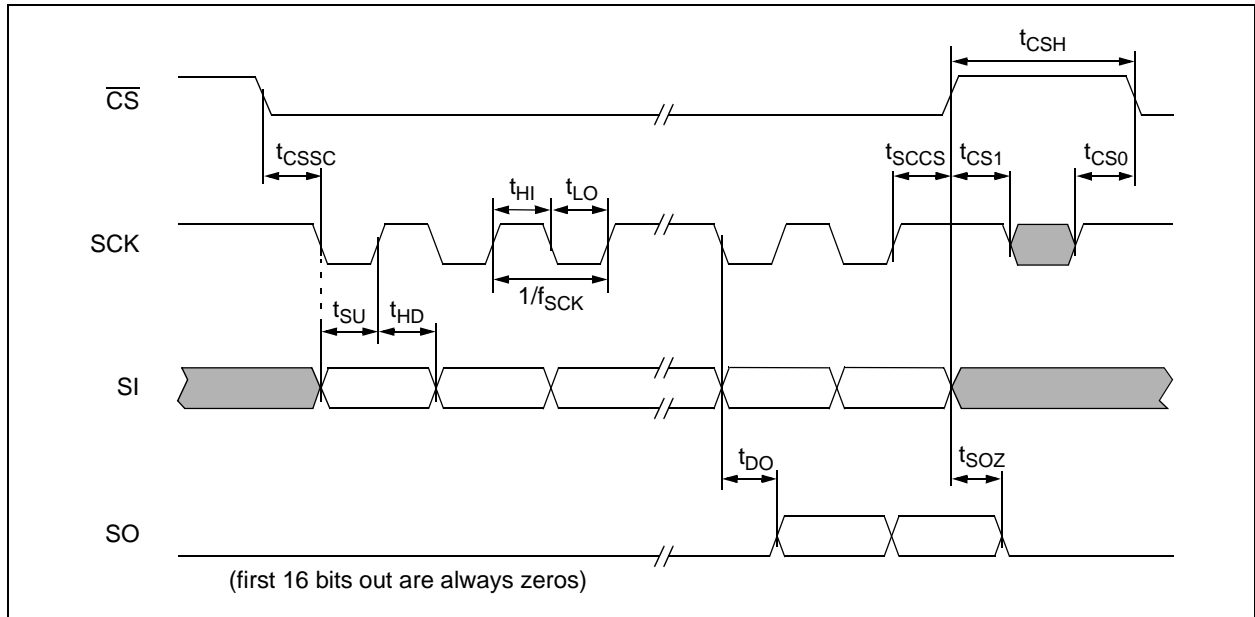 tCSH
CS
tCSSC
tSCCS
tCS1
tCS0
tHI
tLO
SCK
1/fSCK
tSU
tHD
SI
tDO
tSOZ
SO
(first 16 bits out are always zeros)